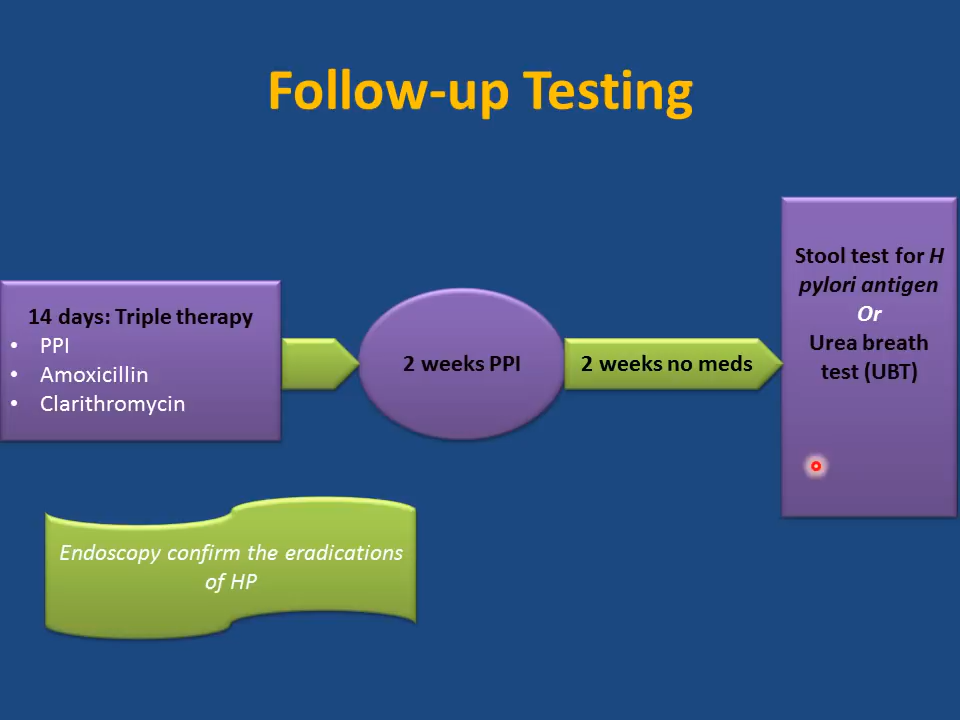 Follow-up Testing
14 days: Triple therapy
• PPI
• Amoxicillin
• Clarithromycin
2 weeks PPI
2 weeks no meds
Stool test for H
pylori antigen
Or
Urea breath
test (UBT)
Endoscopy confirm the eradications
of HP